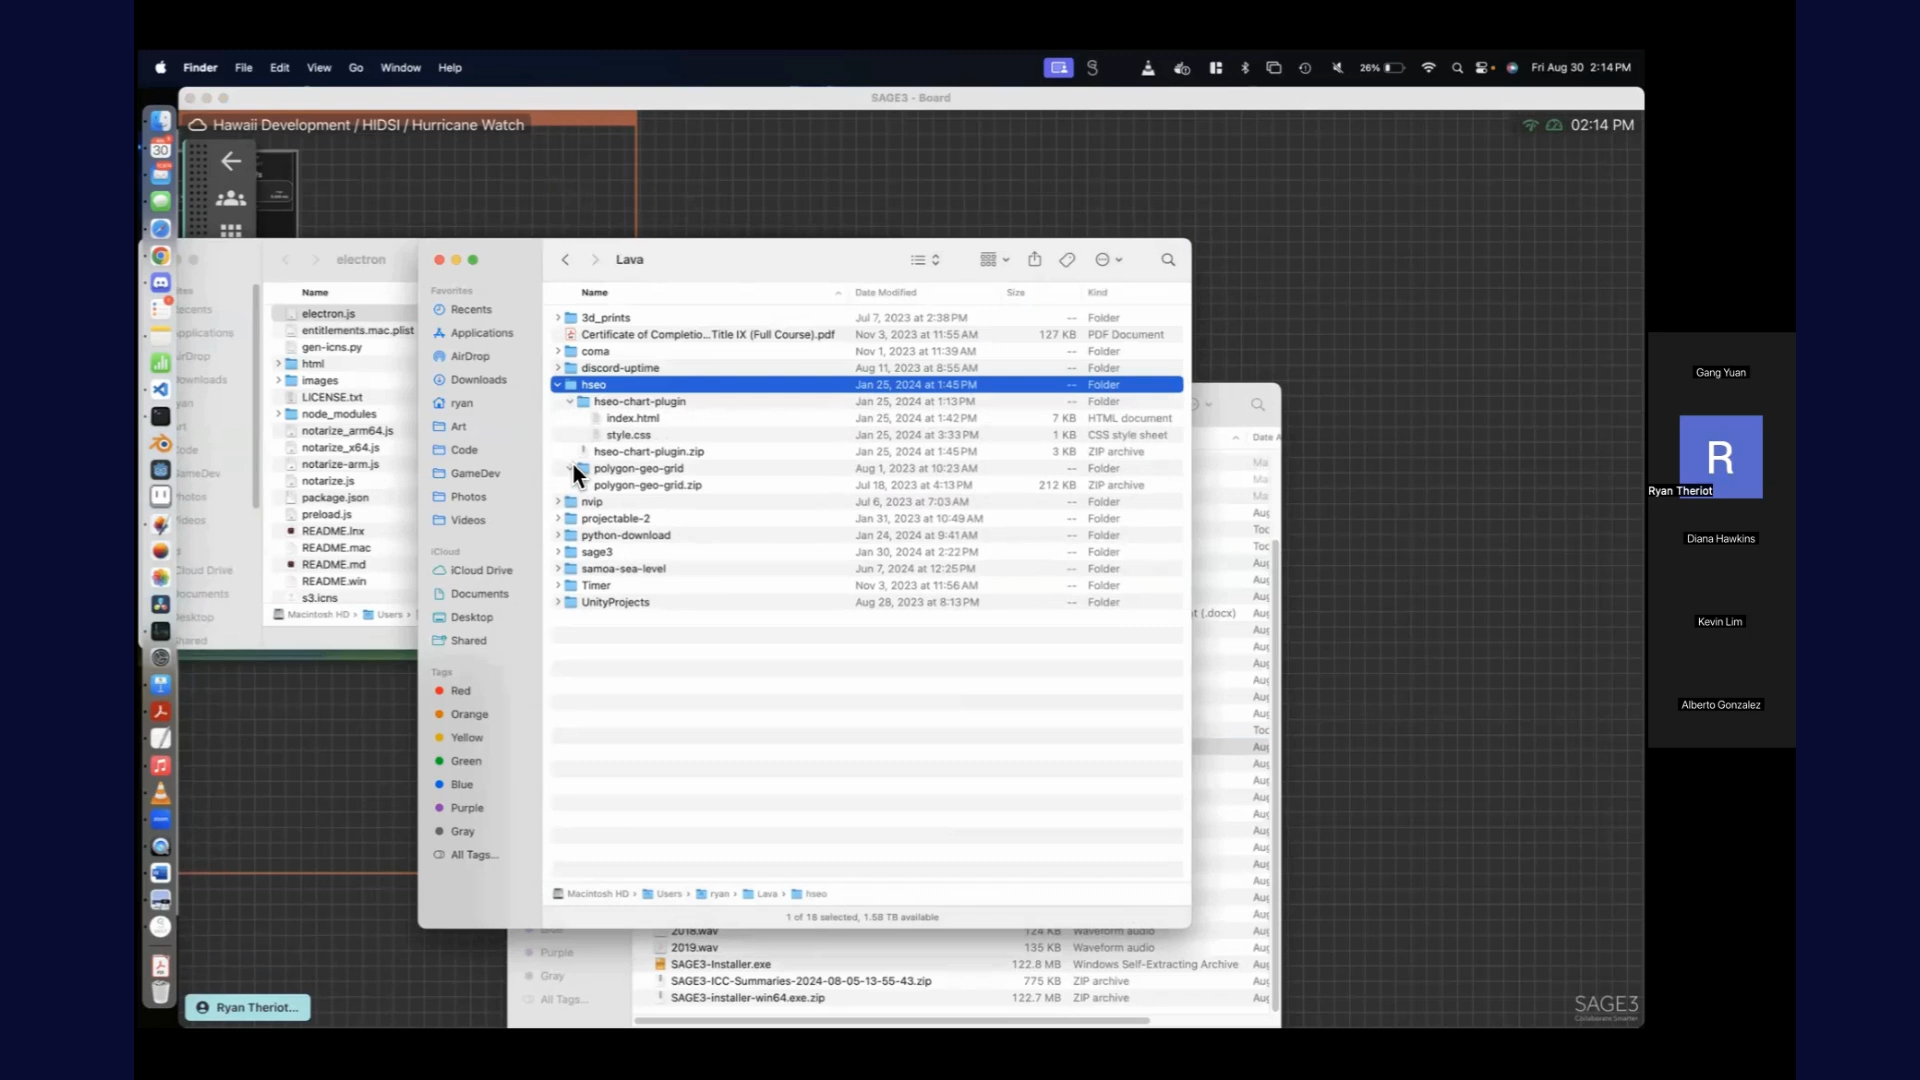 Finder File Edit View Go Window Help
26% Fri Aug 30 2:14 PM
SAGE3 - Board
Hawaii Development / HIDSI / Hurricane Watch
02:14 PM
electron
Name
electron.js
entitlements.mac.plist
gen-icns.py
html
images
LICENSE.txt
node_modules
notarize_arm64.js
notarize_x64.js
notarize-arm.js
notarize.js
package.json
preload.js
README.lnx
README.mac
README.md
README.win
s3.icns
Macintosh HD › Users ›
Favorites
Recents
Applications
AirDrop
Downloads
ryan
Art
Code
GameDev
Photos
Videos
iCloud
iCloud Drive
Documents
Desktop
Shared
Tags
Red
Orange
Yellow
Green
Blue
Purple
Gray
All Tags...
Lava
Name Date Modified Size Kind
3d_prints Jul 7, 2023 at 2:38 PM -- Folder
Certificate of Completio...Title IX (Full Course).pdf Nov 3, 2023 at 11:55 AM 127 KB PDF Document
coma Nov 1, 2023 at 11:39 AM -- Folder
discord-uptime Aug 11, 2023 at 8:55 AM -- Folder
hseo Jan 25, 2024 at 1:45 PM -- Folder
hseo-chart-plugin Jan 25, 2024 at 1:13 PM -- Folder
index.html Jan 25, 2024 at 1:42 PM 7 KB HTML document
style.css Jan 25, 2024 at 3:33 PM 1 KB CSS style sheet
hseo-chart-plugin.zip Jan 25, 2024 at 1:45 PM 3 KB ZIP archive
polygon-geo-grid Aug 1, 2023 at 10:23 AM -- Folder
polygon-geo-grid.zip Jul 18, 2023 at 4:13 PM 212 KB ZIP archive
nvip Jul 6, 2023 at 7:03 AM -- Folder
projectable-2 Jan 31, 2023 at 10:49 AM -- Folder
python-download Jan 24, 2024 at 9:41 AM -- Folder
sage3 Jan 30, 2024 at 2:22 PM -- Folder
samoa-sea-level Jun 7, 2024 at 12:25 PM -- Folder
Timer Nov 3, 2023 at 11:56 AM -- Folder
UnityProjects Aug 28, 2023 at 8:13 PM -- Folder
Macintosh HD › Users › ryan › Lava › hseo
1 of 18 selected, 1.58 TB available
Purple
Gray
All Tags...
2018.wav 124 KB Waveform audio
2019.wav 135 KB Waveform audio
SAGE3-Installer.exe 122.8 MB Windows Self-Extracting Archive
SAGE3-ICC-Summaries-2024-08-05-13-55-43.zip 775 KB ZIP archive
SAGE3-installer-win64.exe.zip 122.7 MB ZIP archive
Ryan Theriot...
SAGE3
Gang Yuan
R
Ryan Theriot
Diana Hawkins
Kevin Lim
Alberto Gonzalez